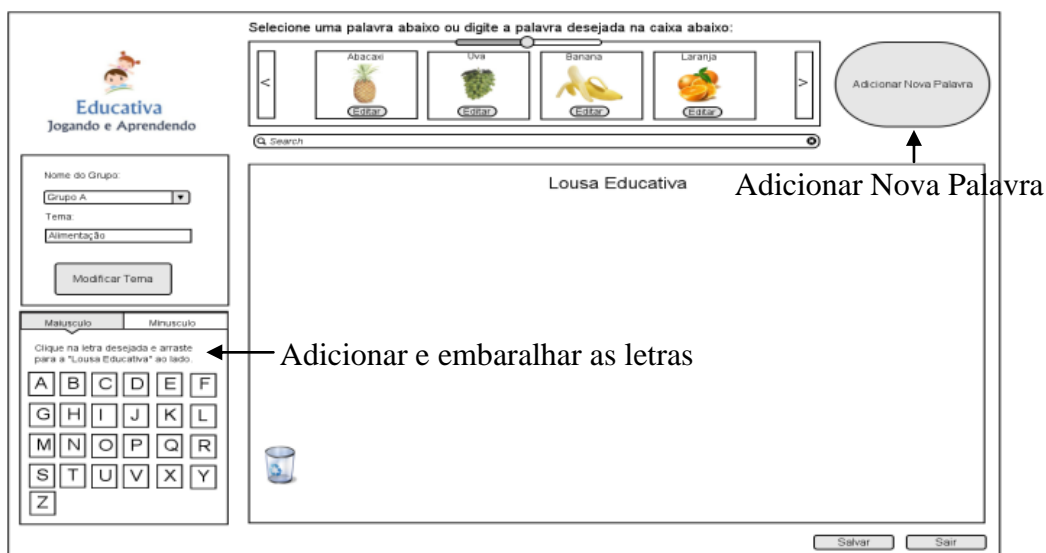 Selecione uma palavra abaixo ou digite a palavra desejada na caixa abaixo:
<
Abacaxi
Editar
Uva
Editar
Banana
Editar
Laranja
Editar
>
Adicionar Nova Palavra
Search
Educativa
Jogando e Aprendendo
Adicionar Nova Palavra
Nome do Grupo:
Grupo A
Tema:
Alimentação
Modificar Tema
Lousa Educativa
Maiusculo
Minusculo
Clique na letra desejada e arraste
para a "Lousa Educativa" ao lado.
Adicionar e embaralhar as letras
A B C D E F
G H I J K L
M N O P Q R
S T U V X Y
Z
Salvar
Sair